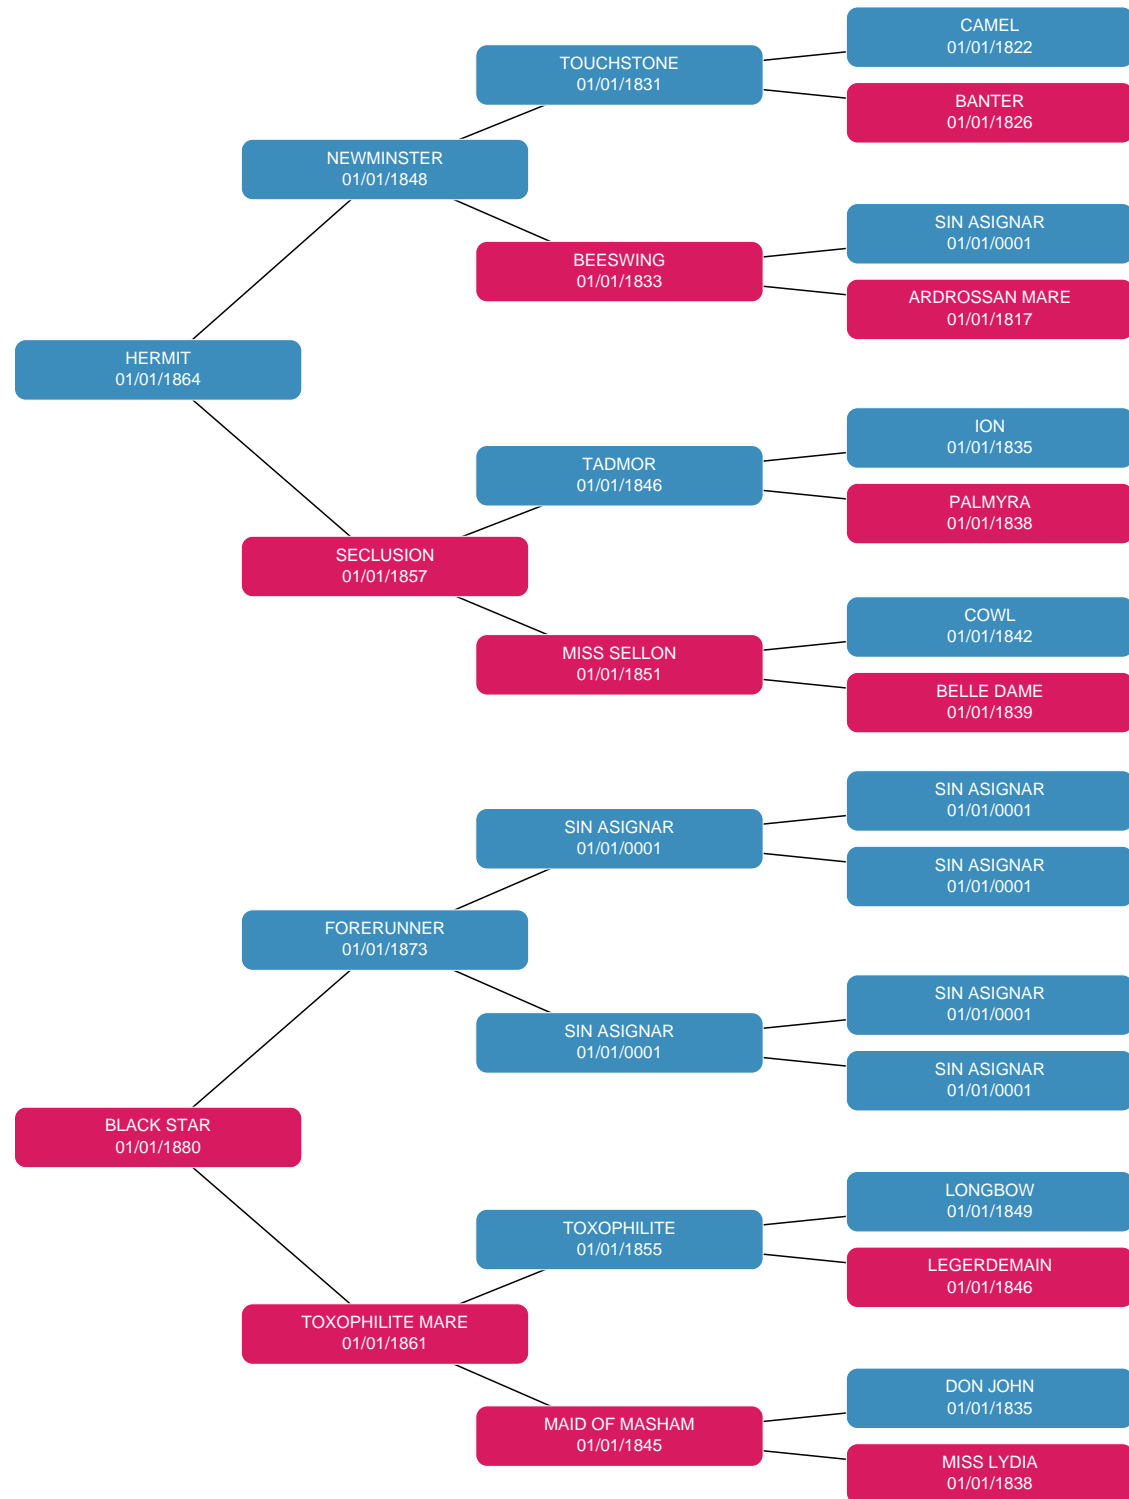 CAMEL
01/01/1822
TOUCHSTONE
01/01/1831
BANTER
01/01/1826
NEWMINSTER
01/01/1848
SIN ASIGNAR
01/01/0001
BEESWING
01/01/1833
ARDROSSAN MARE
01/01/1817
HERMIT
01/01/1864
ION
01/01/1835
TADMOR
01/01/1846
PALMYRA
01/01/1838
SECLUSION
01/01/1857
COWL
01/01/1842
MISS SELLON
01/01/1851
BELLE DAME
01/01/1839
SIN ASIGNAR
01/01/0001
SIN ASIGNAR
01/01/0001
SIN ASIGNAR
01/01/0001
FORERUNNER
01/01/1873
SIN ASIGNAR
01/01/0001
SIN ASIGNAR
01/01/0001
SIN ASIGNAR
01/01/0001
BLACK STAR
01/01/1880
LONGBOW
01/01/1849
TOXOPHILITE
01/01/1855
LEGERDEMAIN
01/01/1846
TOXOPHILITE MARE
01/01/1861
DON JOHN
01/01/1835
MAID OF MASHAM
01/01/1845
MISS LYDIA
01/01/1838